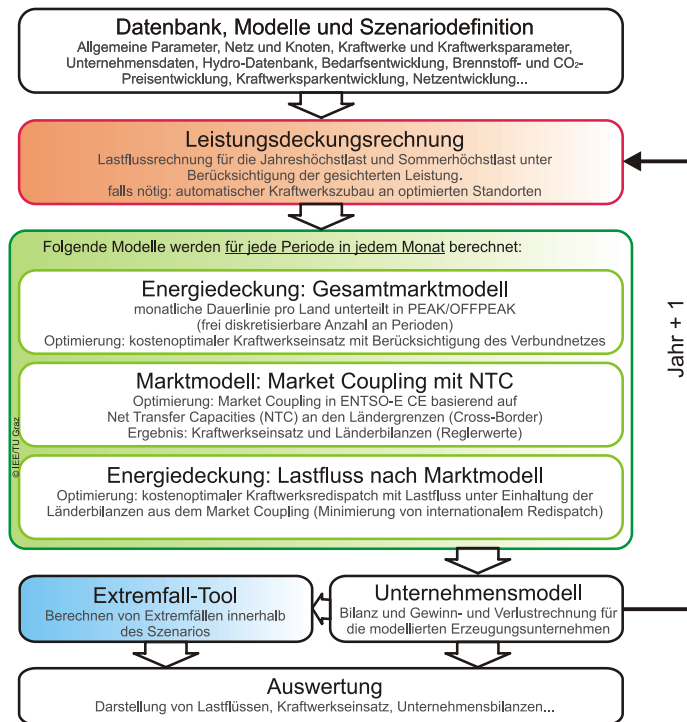 Datenbank, Modelle und Szenariodefinition
Allgemeine Parameter, Netz und Knoten, Kraftwerke und Kraftwerksparameter,
Unternehmensdaten, Hydro-Datenbank, Bedarfsentwicklung, Brennstoff- und CO₂-
Preisentwicklung, Kraftwerksparkentwicklung, Netzentwicklung...
Leistungsdeckungsrechnung
Lastflussrechnung für die Jahreshöchstlast und Sommerhöchstlast unter
Berücksichtigung der gesicherten Leistung.
falls nötig: automatischer Kraftwerkszubau an optimierten Standorten
Folgende Modelle werden für jede Periode in jedem Monat berechnet:
Energiedeckung: Gesamtmarktmodell
monatliche Dauerlinie pro Land unterteilt in PEAK/OFFPEAK
(frei diskretisierbare Anzahl an Perioden)
Optimierung: kostenoptimaler Kraftwerkseinsatz mit Berücksichtigung des Verbundnetzes
Marktmodell: Market Coupling mit NTC
Optimierung: Market Coupling in ENTSO-E CE basierend auf
Net Transfer Capacities (NTC) an den Ländergrenzen (Cross-Border)
Ergebnis: Kraftwerkseinsatz und Länderbilanzen (Reglerwerte)
Energiedeckung: Lastfluss nach Marktmodell
Optimierung: kostenoptimaler Kraftwerksredispatch mit Lastfluss unter Einhaltung der
Länderbilanzen aus dem Market Coupling (Minimierung von internationalem Redispatch)
© IEE/TU Graz
Jahr + 1
Extremfall-Tool
Berechnen von Extremfällen innerhalb
des Szenarios
Unternehmensmodell
Bilanz und Gewinn- und Verlustrechnung für
die modellierten Erzeugungsunternehmen
Auswertung
Darstellung von Lastflüssen, Kraftwerkseinsatz, Unternehmensbilanzen...